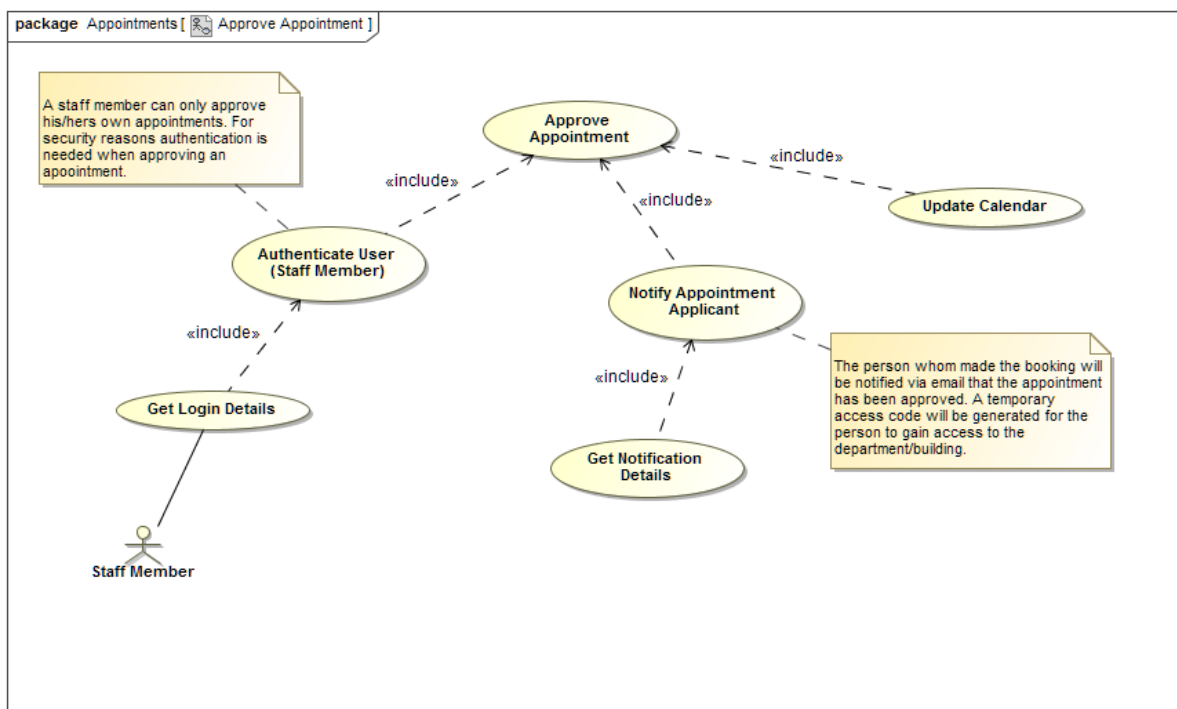 package Appointments [ Approve Appointment ]
A staff member can only approve
his/hers own appointments. For
security reasons authentication is
needed when approving an
apointment.
Approve
Appointment
«include»
«include»
«include»
Update Calendar
Authenticate User
(Staff Member)
Notify Appointment
Applicant
«include»
«include»
The person whom made the booking will
be notified via email that the appointment
has been approved. A temporary
access code will be generated for the
person to gain access to the
department/building.
Get Login Details
Get Notification
Details
Staff Member